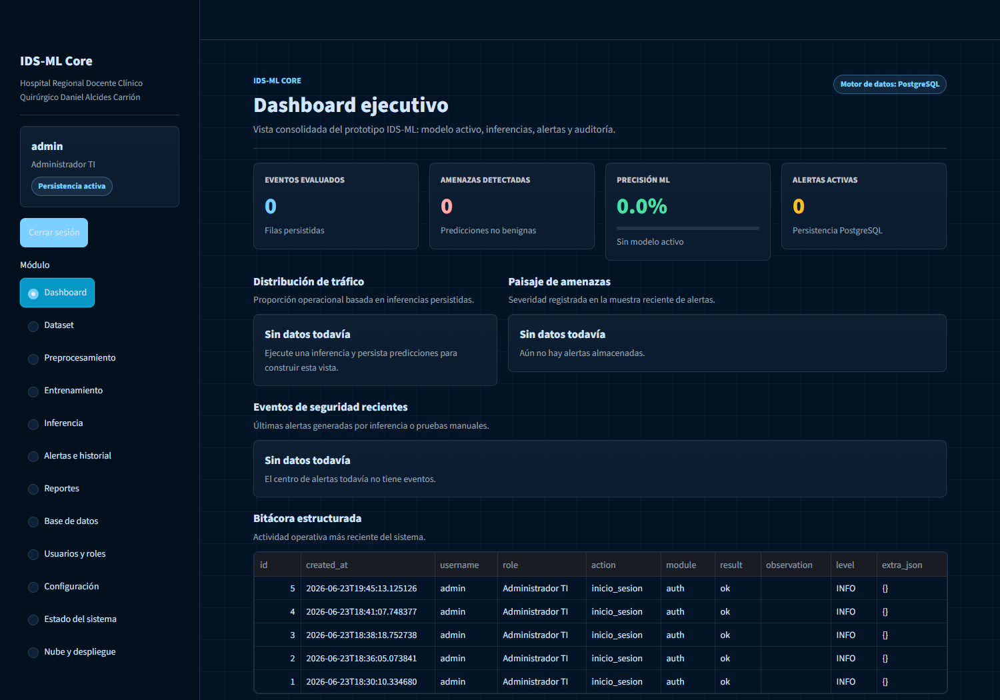 IDS-ML Core
Hospital Regional Docente Clínico
Quirúrgico Daniel Alcides Carrión
admin
Administrador TI
Persistencia activa
Cerrar sesión
Módulo
Dashboard
Dataset
Preprocesamiento
Entrenamiento
Inferencia
Alertas e historial
Reportes
Base de datos
Usuarios y roles
Configuración
Estado del sistema
Nube y despliegue
IDS-ML CORE
Motor de datos: PostgreSQL
Dashboard ejecutivo
Vista consolidada del prototipo IDS-ML: modelo activo, inferencias, alertas y auditoría.
EVENTOS EVALUADOS
0
Filas persistidas
AMENAZAS DETECTADAS
0
Predicciones no benignas
PRECISIÓN ML
0.0%
Sin modelo activo
ALERTAS ACTIVAS
0
Persistencia PostgreSQL
Distribución de tráfico
Proporción operacional basada en inferencias persistidas.
Sin datos todavía
Ejecute una inferencia y persista predicciones para
construir esta vista.
Paisaje de amenazas
Severidad registrada en la muestra reciente de alertas.
Sin datos todavía
Aún no hay alertas almacenadas.
Eventos de seguridad recientes
Últimas alertas generadas por inferencia o pruebas manuales.
Sin datos todavía
El centro de alertas todavía no tiene eventos.
Bitácora estructurada
Actividad operativa más reciente del sistema.
id created_at username role action module result observation level extra_json
5 2026-06-23T19:45:13.125126 admin Administrador TI inicio_sesion auth ok INFO {}
4 2026-06-23T18:41:07.748377 admin Administrador TI inicio_sesion auth ok INFO {}
3 2026-06-23T18:38:18.752738 admin Administrador TI inicio_sesion auth ok INFO {}
2 2026-06-23T18:36:05.073841 admin Administrador TI inicio_sesion auth ok INFO {}
1 2026-06-23T18:30:10.334680 admin Administrador TI inicio_sesion auth ok INFO {}